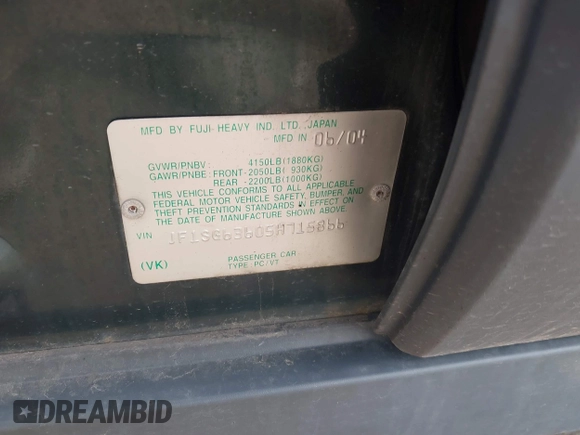 MFD BY FUJI HEAVY IND. LTD. JAPAN
MFD IN 06/04
GVWR/PNBV: 4150LB(1880KG)
GAWR/PNBE: FRONT-2050LB( 930KG)
REAR -2200LB(1000KG)
THIS VEHICLE CONFORMS TO ALL APPLICABLE
FEDERAL MOTOR VEHICLE SAFETY, BUMPER, AND
THEFT PREVENTION STANDARDS IN EFFECT ON
THE DATE OF MANUFACTURE SHOWN ABOVE.
VIN
(VK)
PASSENGER CAR
TYPE PC/VT
DREAMBID